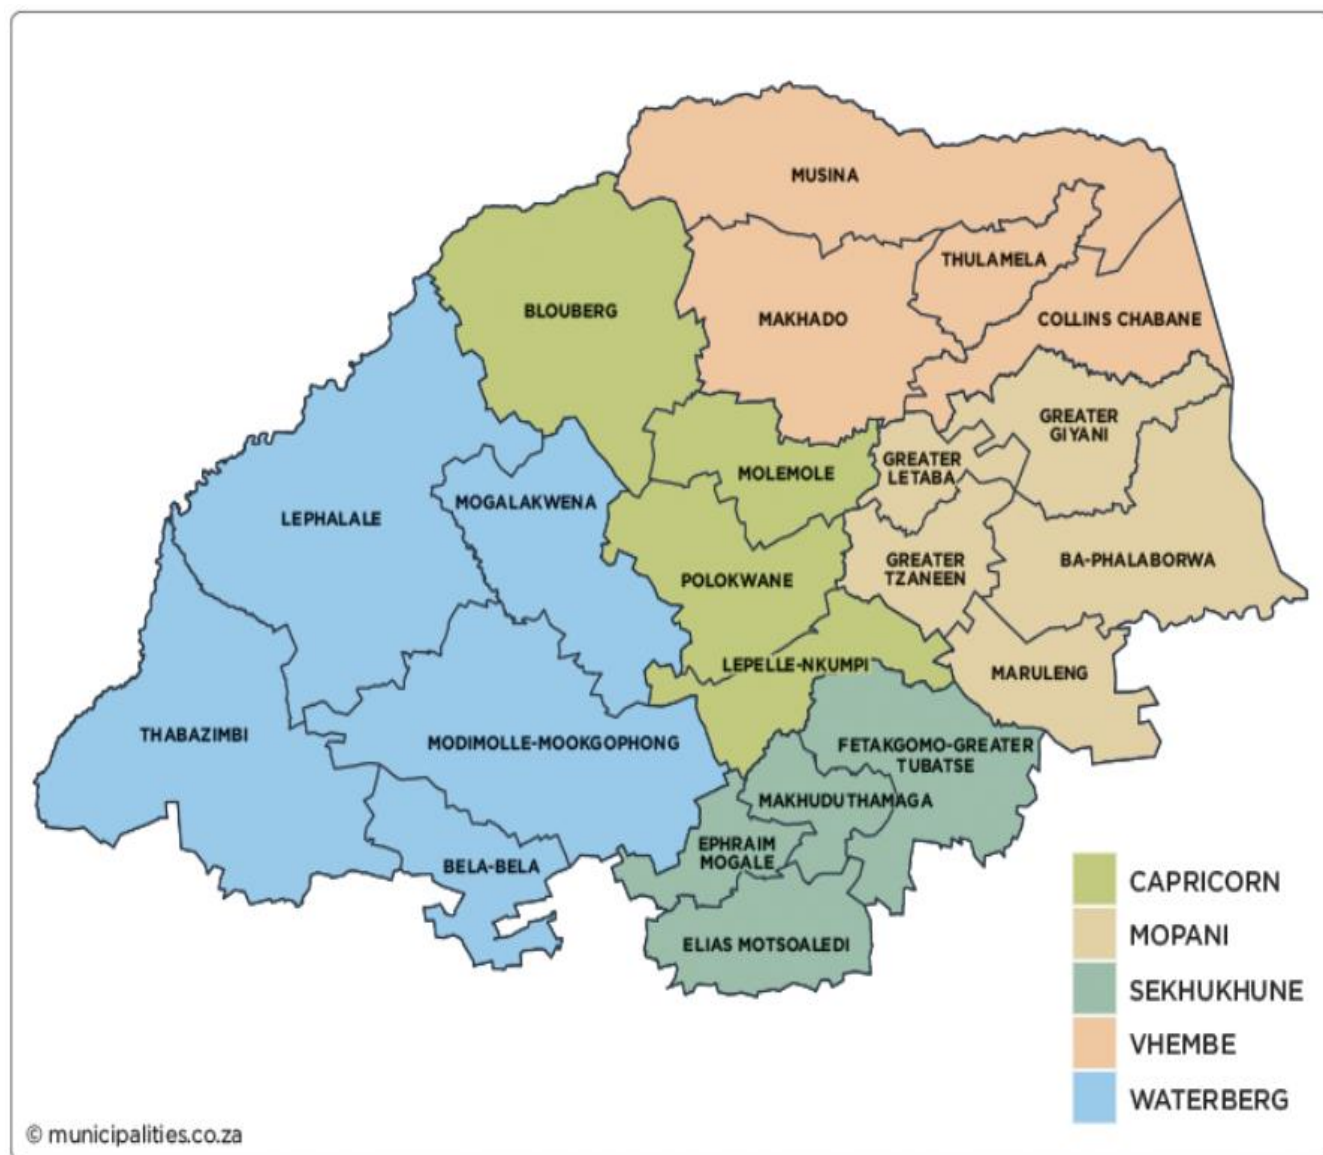 MUSINA
THULAMELA
BLOUBERG
MAKHADO
COLLINS CHABANE
GREATER
GIYANI
GREATER
LETABA
MOLEMOLE
MOGALAKWENA
LEPHALALE
GREATER
TZANEEN
BA-PHALABORWA
POLOKWANE
LEPELLE-NKUMPI
MARULENG
THABAZIMBI
MODIMOLLE-MOOKGOPHONG
FETAKGOMO-GREATER
TUBATSE
MAKHUDUTHAMAGA
EPHRAIM
MOGALE
BELA-BELA
ELIAS MOTSOALEDI
CAPRICORN
MOPANI
SEKHUKHUNE
VHEMBE
WATERBERG
© municipalities.co.za